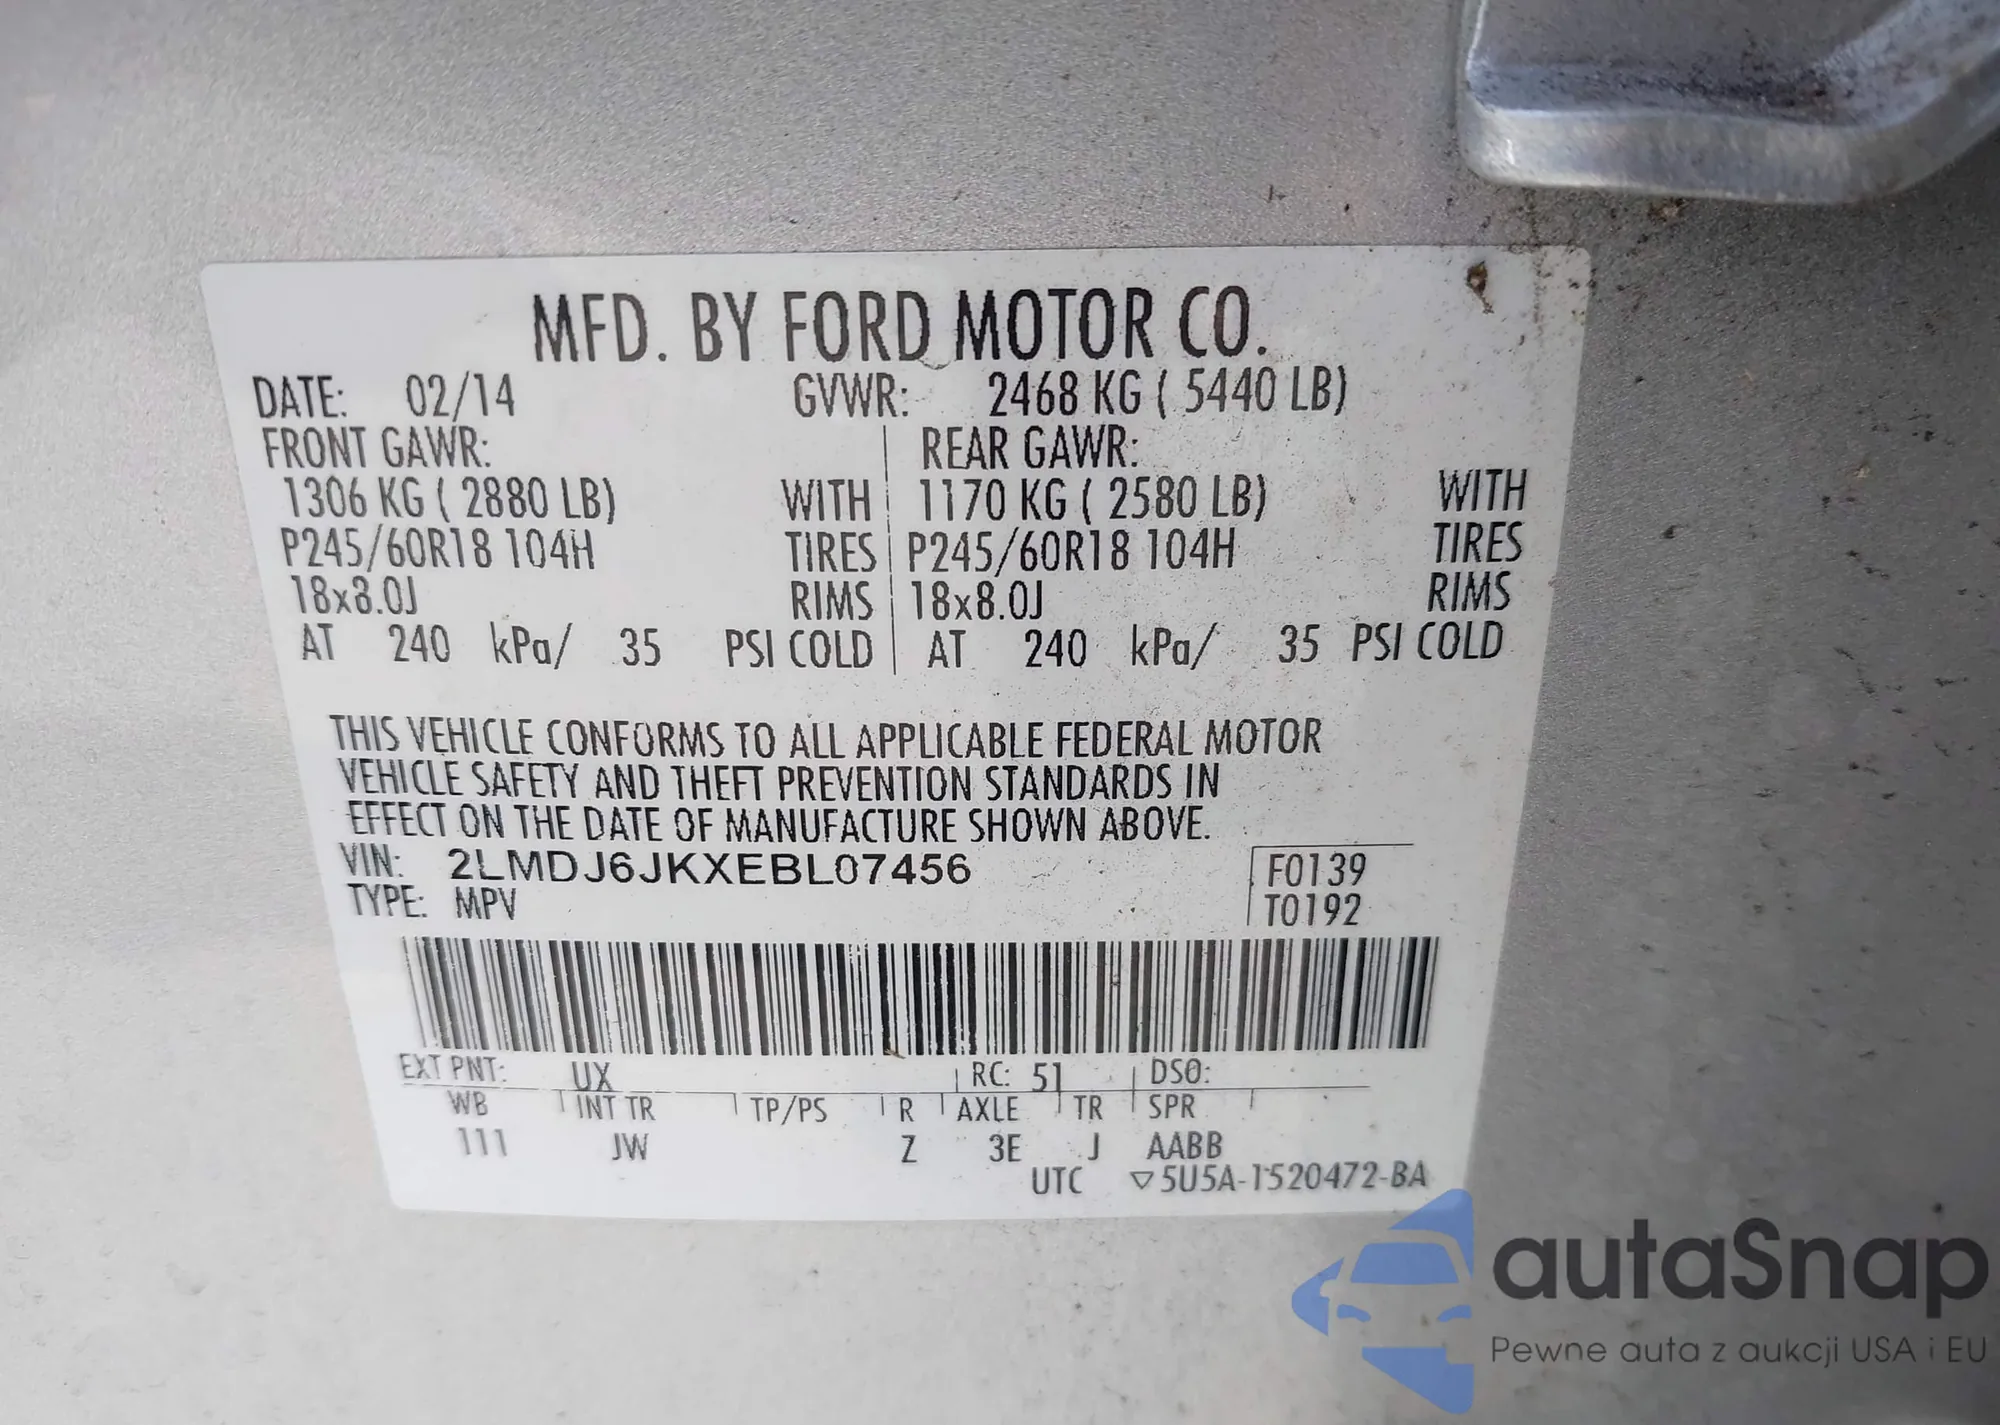 MFD. BY FORD MOTOR CO.
DATE: 02/14 GVWR: 2468 KG ( 5440 LB)
FRONT GAWR: REAR GAWR:
1306 KG ( 2880 LB) WITH 1170 KG ( 2580 LB) WITH
P245/60R18 104H TIRES P245/60R18 104H TIRES
18x8.0J RIMS 18x8.0J RIMS
AT 240 kPa/ 35 PSI COLD AT 240 kPa/ 35 PSI COLD
THIS VEHICLE CONFORMS TO ALL APPLICABLE FEDERAL MOTOR
VEHICLE SAFETY AND THEFT PREVENTION STANDARDS IN
EFFECT ON THE DATE OF MANUFACTURE SHOWN ABOVE.
VIN: 2LMDJ6JKXEBL07456 F0139
TYPE: MPV T0192
EXT PNT: UX RC: 51 DSO:
WB INT TR TP/PS R AXLE TR SPR
111 JW Z 3E J AABB
UTC ▽5U5A-1520472-BA
autaSnap
Pewne auta z aukcji USA i EU